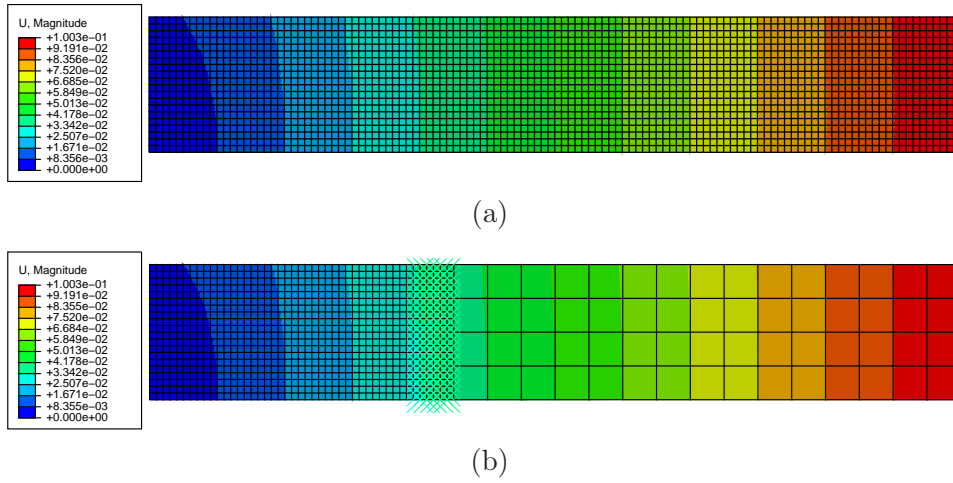 U, Magnitude
+1.003e−01
+9.191e−02
+8.356e−02
+7.520e−02
+6.685e−02
+5.849e−02
+5.013e−02
+4.178e−02
+3.342e−02
+2.507e−02
+1.671e−02
+8.356e−03
+0.000e+00
(a)
U, Magnitude
+1.003e−01
+9.191e−02
+8.355e−02
+7.520e−02
+6.684e−02
+5.849e−02
+5.013e−02
+4.178e−02
+3.342e−02
+2.507e−02
+1.671e−02
+8.355e−03
+0.000e+00
(b)